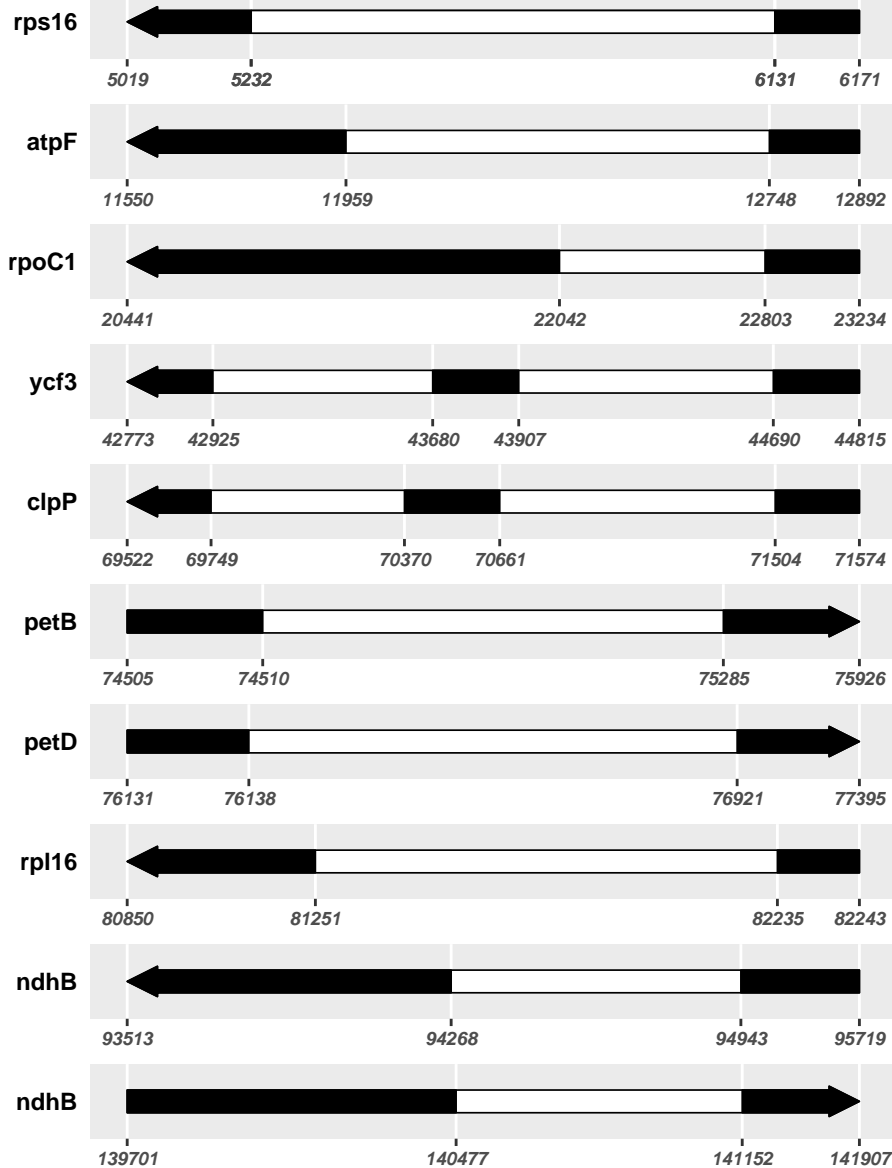 rps16
5019 5232 6131 6171
atpF
11550 11959 12748 12892
rpoC1
20441 22042 22803 23234
ycf3
42773 42925 43680 43907 44690 44815
clpP
69522 69749 70370 70661 71504 71574
petB
74505 74510 75285 75926
petD
76131 76138 76921 77395
rpl16
80850 81251 82235 82243
ndhB
93513 94268 94943 95719
ndhB
139701 140477 141152 141907